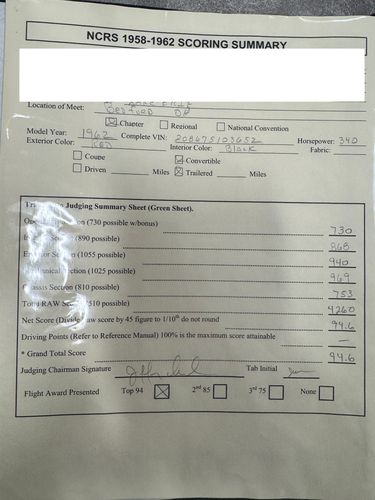 NCRS 1958-1962 SCORING SUMMARY
Location of Meet: BEDFORD PA
☒ Chapter ☐ Regional ☐ National Convention
Model Year: 1962 Complete VIN: 20867S103652 Horsepower: 340
Exterior Color: RED Interior Color: Black Fabric:
☐ Coupe ☒ Convertible
☐ Driven Miles ☒ Trailered Miles
Judging Summary Sheet (Green Sheet).
(730 possible w/bonus) 730
(890 possible) 868
(1055 possible) 940
Section (1025 possible) 969
Section (810 possible) 753
Total RAW (4510 possible) 4260
Net Score (Divide raw score by 45 figure to 1/10th do not round 94.6
Driving Points (Refer to Reference Manual) 100% is the maximum score attainable —
* Grand Total Score 94.6
Judging Chairman Signature Tab Initial
Flight Award Presented Top 94 ☒ 2nd 85 ☐ 3rd 75 ☐ None ☐